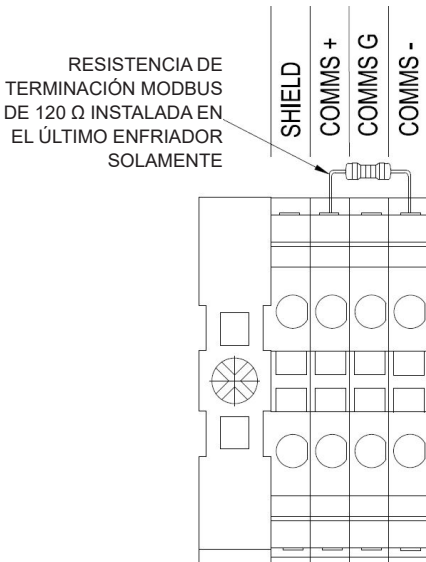 RESISTENCIA DE
TERMINACIÓN MODBUS
DE 120 Ω INSTALADA EN
EL ÚLTIMO ENFRIADOR
SOLAMENTE
SHIELD
COMMS +
COMMS G
COMMS -